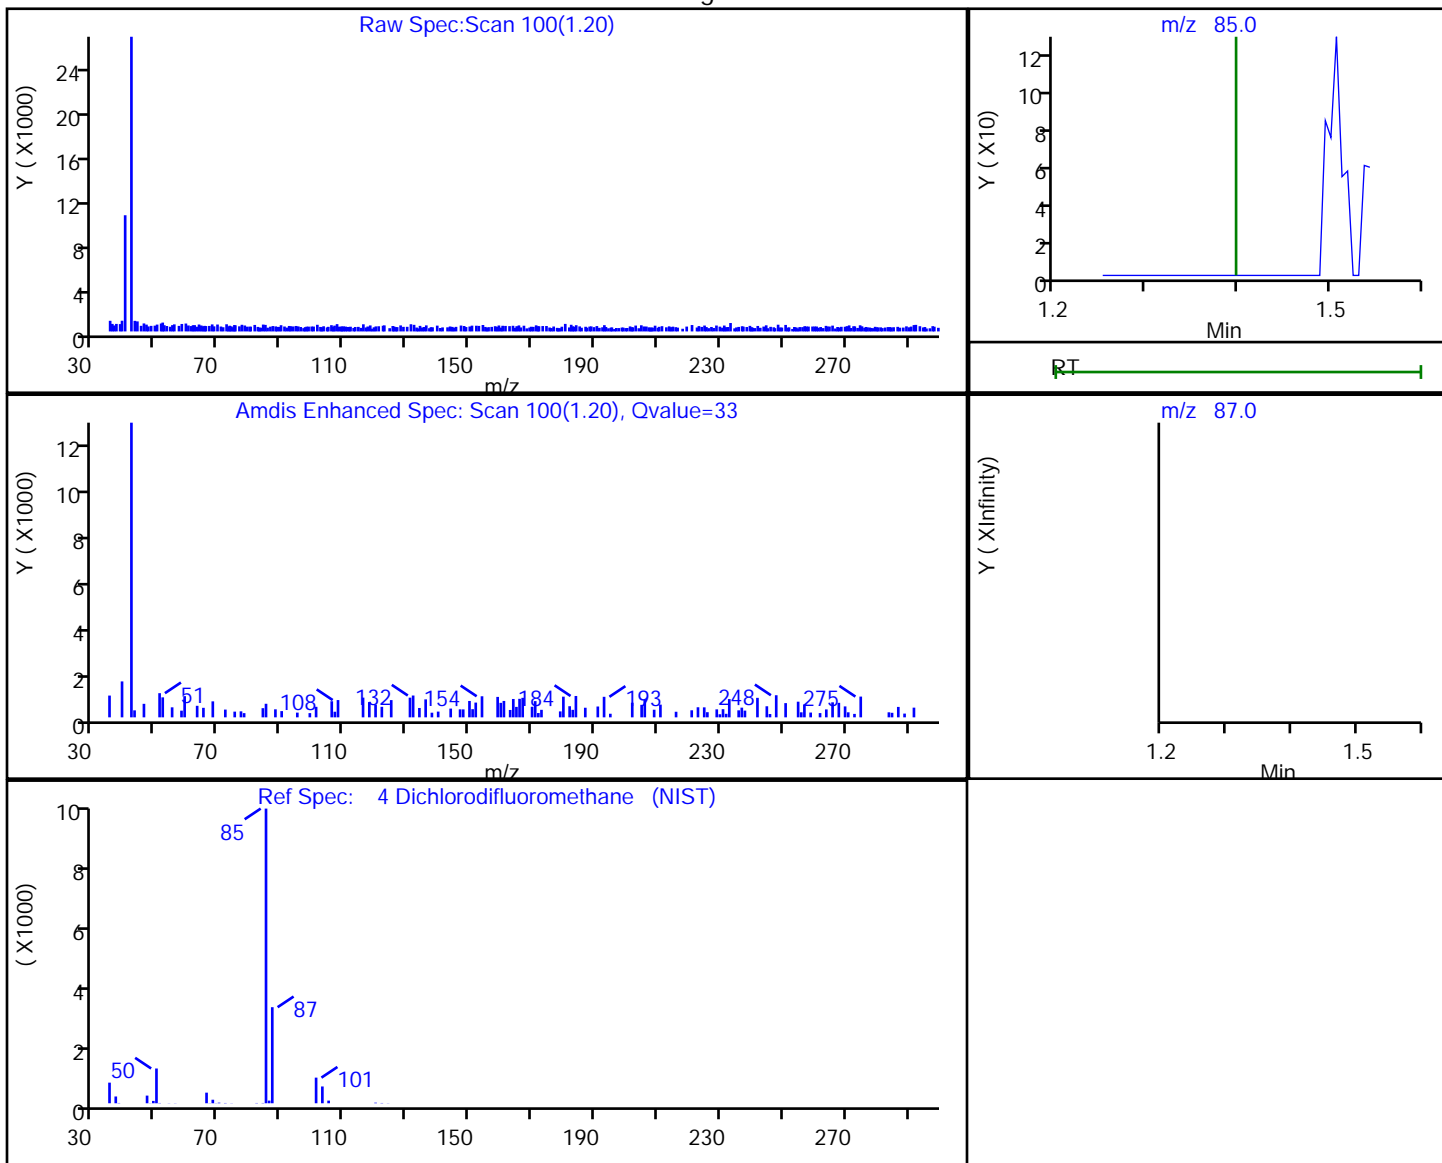 Raw Spec:Scan 100(1.20)
Y ( X1000)
24
20
16
12
8
4
0
30 70 110 150 190 230 270
m/z
m/z 85.0
Y ( X10)
12
10
8
6
4
2
0
1.2 1.5
Min
RT
Amdis Enhanced Spec: Scan 100(1.20), Qvalue=33
Y ( X1000)
12
10
8
6
4
2
0
51 108 132 154 184 193 248 275
30 70 110 150 190 230 270
m/z
m/z 87.0
Y ( XInfinity)
1.2 1.5
Min
Ref Spec: 4 Dichlorodifluoromethane (NIST)
( X1000)
10
8
6
4
2
0
85
87
50
101
30 70 110 150 190 230 270